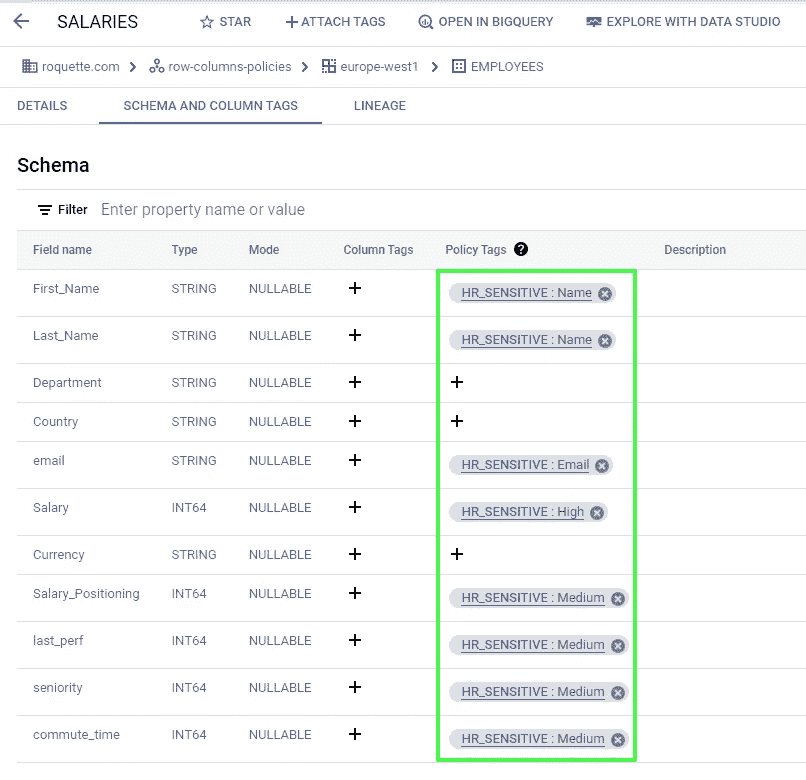 SALARIES STAR ATTACH TAGS OPEN IN BIGQUERY EXPLORE WITH DATA STUDIO
roquette.com > row-columns-policies > europe-west1 > EMPLOYEES
DETAILS SCHEMA AND COLUMN TAGS LINEAGE
Schema
Filter Enter property name or value
Field name Type Mode Column Tags Policy Tags ? Description
First_Name STRING NULLABLE + HR_SENSITIVE : Name
Last_Name STRING NULLABLE + HR_SENSITIVE : Name
Department STRING NULLABLE + +
Country STRING NULLABLE + +
email STRING NULLABLE + HR_SENSITIVE : Email
Salary INT64 NULLABLE + HR_SENSITIVE : High
Currency STRING NULLABLE + +
Salary_Positioning INT64 NULLABLE + HR_SENSITIVE : Medium
last_perf INT64 NULLABLE + HR_SENSITIVE : Medium
seniority INT64 NULLABLE + HR_SENSITIVE : Medium
commute_time INT64 NULLABLE + HR_SENSITIVE : Medium